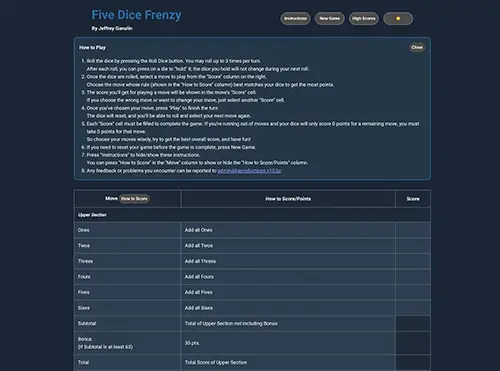 Five Dice Frenzy
By Jeffrey Ganslin
Instructions
New Game
High Scores
How to Play
Close
1. Roll the dice by pressing the Roll Dice button. You may roll up to 3 times per turn.
After each roll, you can press on a die to "hold" it; the dice you hold will not change during your next roll.
2. Once the dice are rolled, select a move to play from the "Score" column on the right.
Choose the move whose rule (shown in the "How to Score" column) best matches your dice to get the most points.
3. The score you'll get for playing a move will be shown in the move's "Score" cell.
If you choose the wrong move or want to change your move, just select another "Score" cell.
4. Once you've chosen your move, press "Play" to finish the turn.
The dice will reset, and you'll be able to roll and select your next move again.
5. Each "Score" cell must be filled to complete the game. If you're running out of moves and your dice will only score 0 points for a remaining move, you must
take 0 points for that move.
So choose your moves wisely, try to get the best overall score, and have fun!
6. If you need to reset your game before the game is complete, press New Game.
7. Press "Instructions" to hide/show these instructions.
You can press "How to Score" in the "Move" column to show or hide the "How to Score/Points" column.
8. Any feedback or problems you encounter can be reported to
Move How to Score How to Score/Points Score
Upper Section
Ones Add all Ones
Twos Add all Twos
Threes Add all Threes
Fours Add all Fours
Fives Add all Fives
Sixes Add all Sixes
Subtotal Total of Upper Section not including Bonus
Bonus
(If Subtotal is at least 63) 35 pts.
Total Total Score of Upper Section